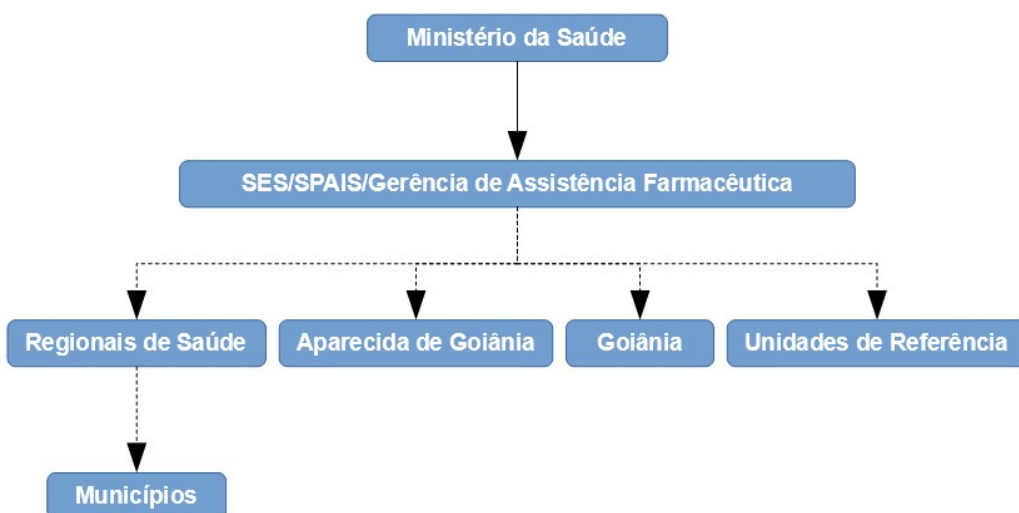 Ministério da Saúde
SES/SPAIS/Gerência de Assistência Farmacêutica
Regionais de Saúde
Aparecida de Goiânia
Goiânia
Unidades de Referência
Municípios